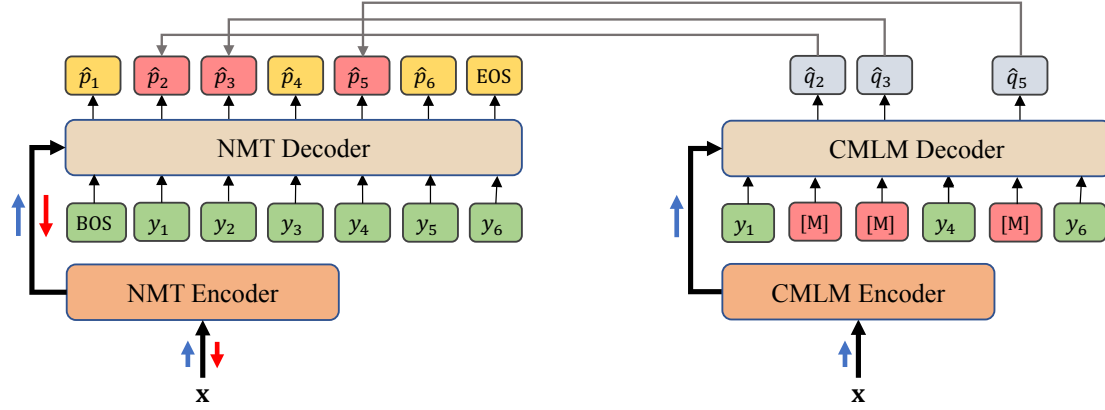 p̂₁ p̂₂ p̂₃ p̂₄ p̂₅ p̂₆ EOS q̂₂ q̂₃ q̂₅
NMT Decoder CMLM Decoder
BOS y₁ y₂ y₃ y₄ y₅ y₆ y₁ [M] [M] y₄ [M] y₆
NMT Encoder CMLM Encoder
x x